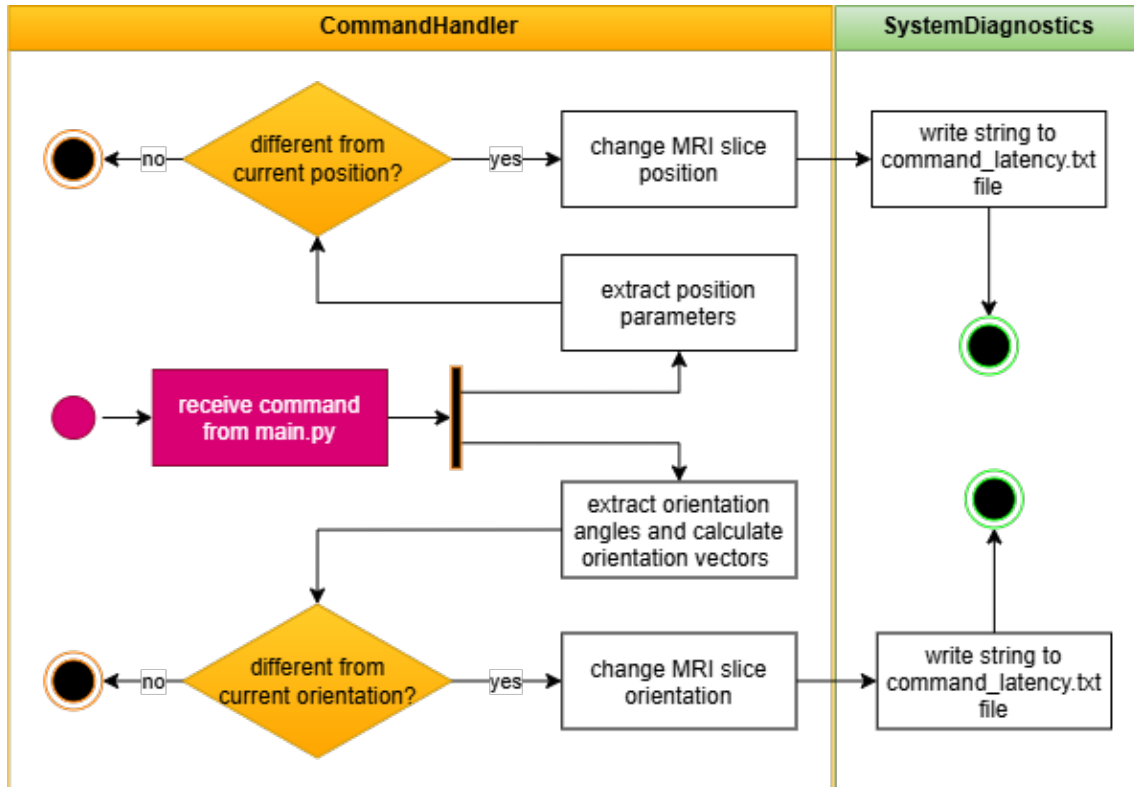 CommandHandler
SystemDiagnostics
different from
current position?
no
yes
change MRI slice
position
write string to
command_latency.txt
file
extract position
parameters
receive command
from main.py
extract orientation
angles and calculate
orientation vectors
different from
current orientation?
no
yes
change MRI slice
orientation
write string to
command_latency.txt
file